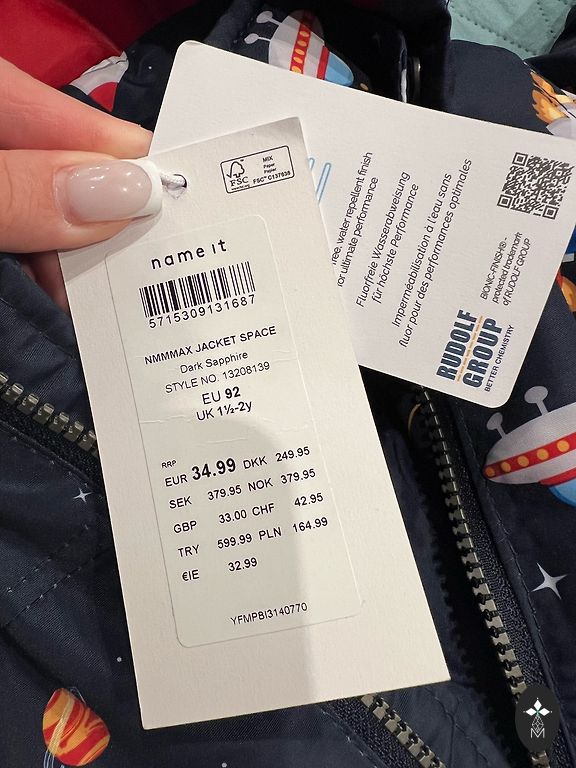 FSC
MIX
Paper
Papier
FSC™ C137638
name it
5715309131687
NMMMAX JACKET SPACE
Dark Sapphire
STYLE NO. 13208139
EU 92
UK 1½-2y
RRP
EUR 34.99 DKK 249.95
SEK 379.95 NOK 379.95
GBP 33.00 CHF 42.95
TRY 599.99 PLN 164.99
€IE 32.99
YFMPBI3140770
water repellent finish
ultimate performance
Fluorfreie Wasserabweisung
für höchste Performance
Imperméabilisation à l'eau sans
fluor pour des performances optimales
RUDOLF
GROUP
BETTER CHEMISTRY
BIONIC-FINISH®-
protected trademark
of RUDOLF GROUP
M